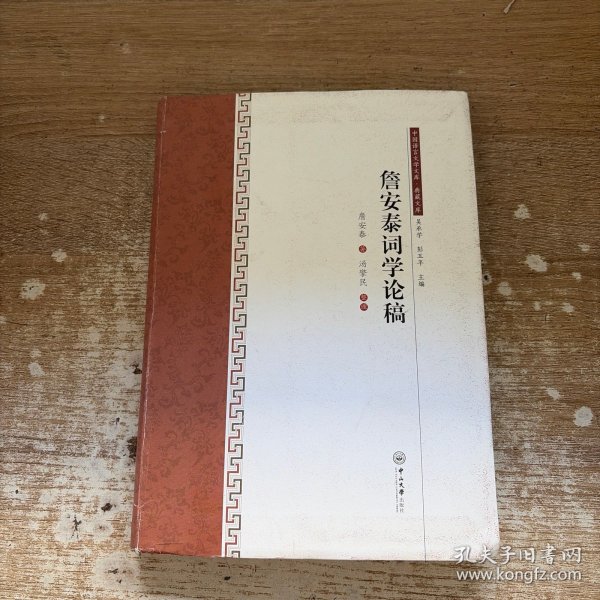 中国语言文学文库·典藏文库
吴承学 彭玉平 主编
詹安泰词学论稿
詹安泰 著 汤擎民 整理
中山大学出版社
孔夫子旧书网
www.kongfz.com